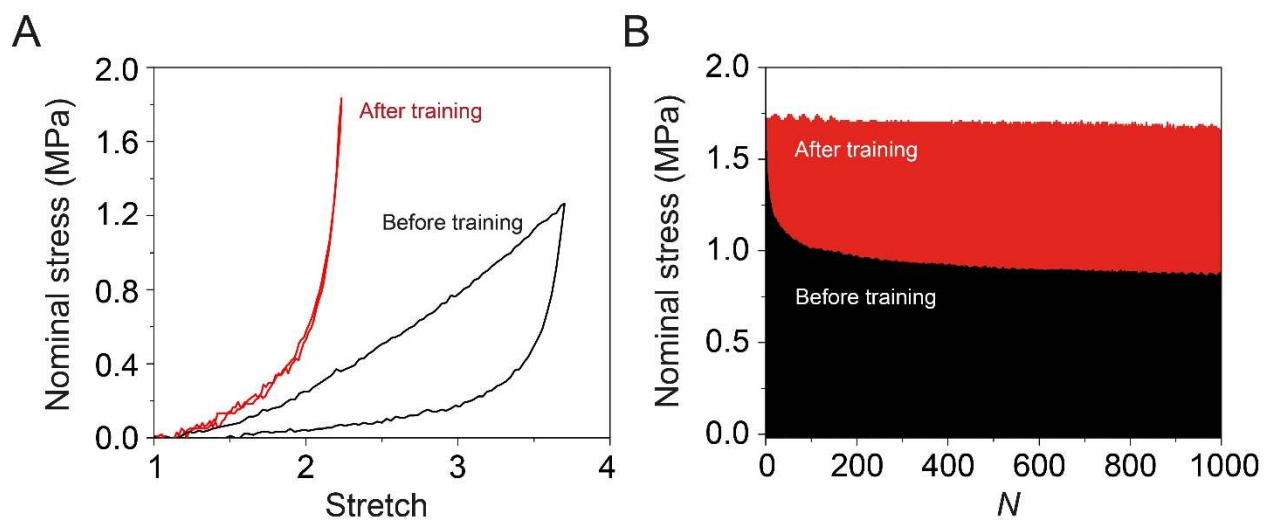 A
Nominal stress (MPa)
2.0
1.6
1.2
0.8
0.4
0.0
After training
Before training
1 2 3 4
Stretch
B
Nominal stress (MPa)
2.0
1.5
1.0
0.5
0.0
After training
Before training
0 200 400 600 800 1000
N